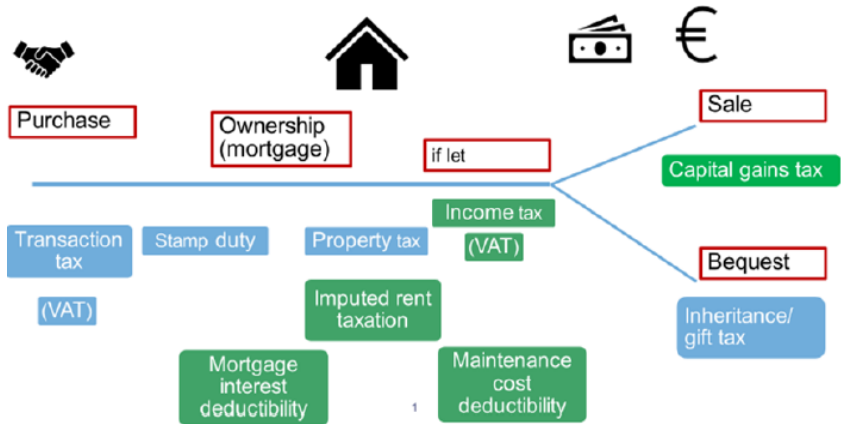 €
Purchase
Ownership
(mortgage)
if let
Sale
Capital gains tax
Transaction
tax
Stamp duty
Property tax
Income tax
(VAT)
(VAT)
Imputed rent
taxation
Bequest
Inheritance/
gift tax
Mortgage
interest
deductibility
Maintenance
cost
deductibility
1